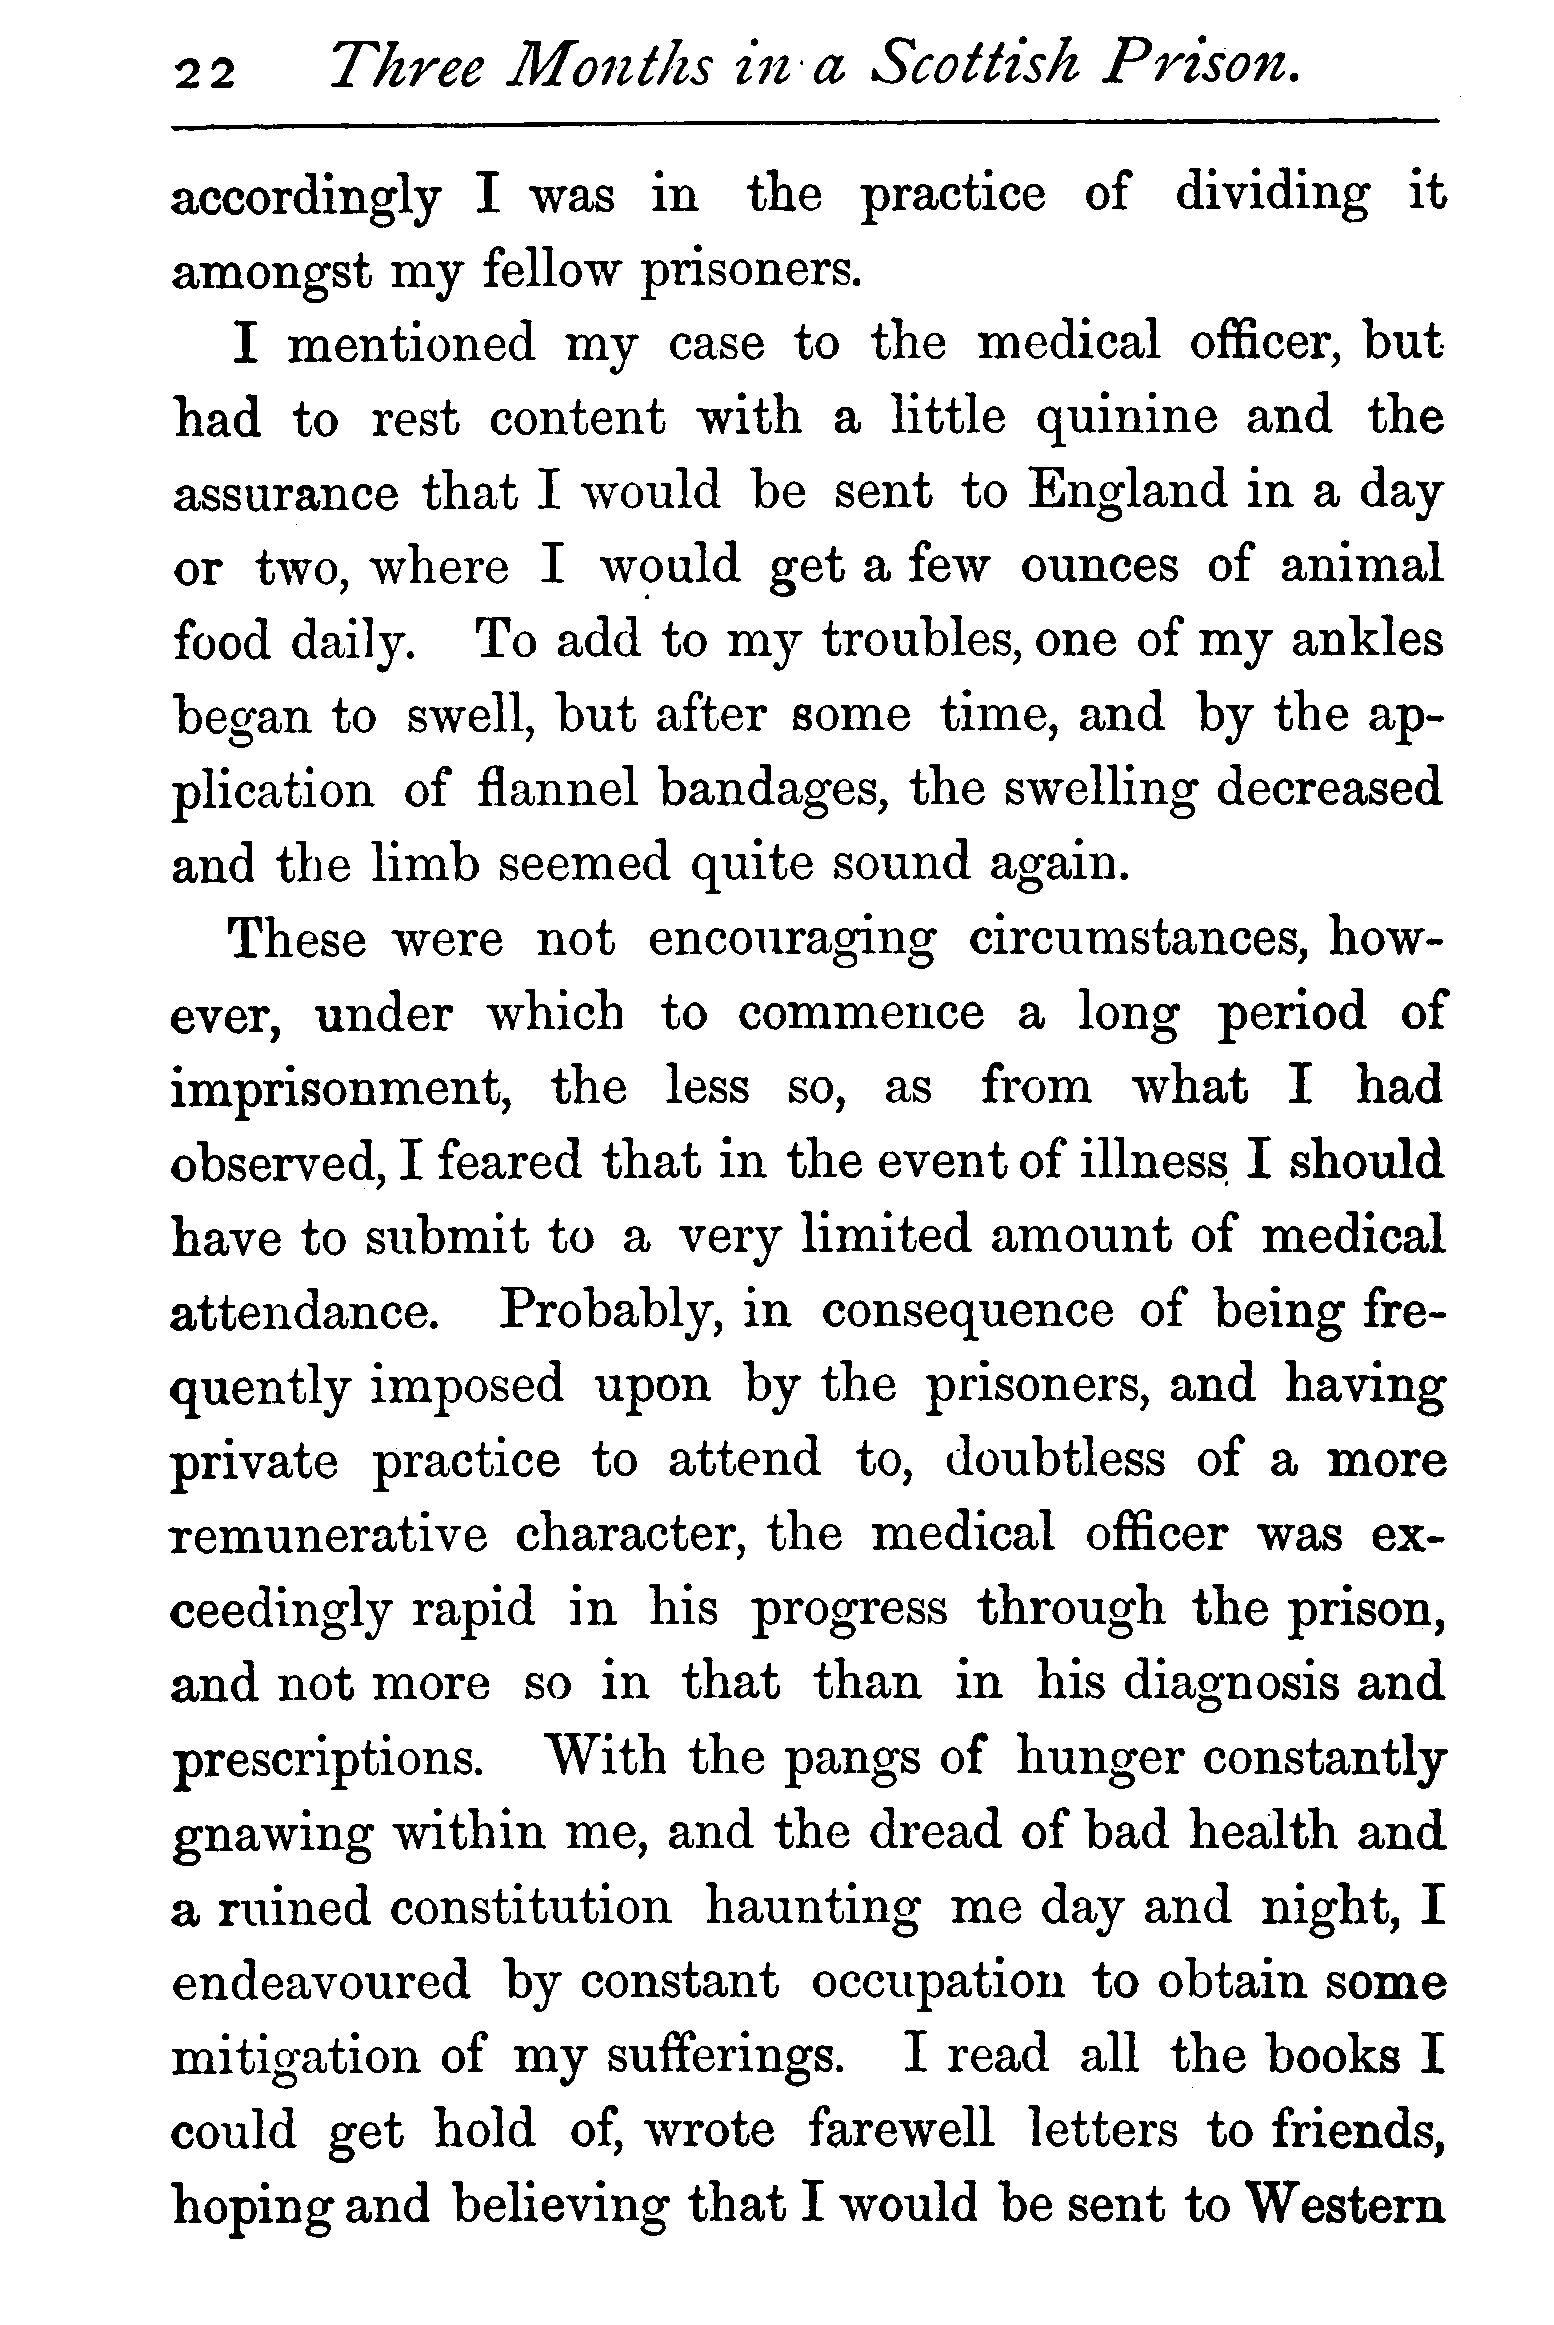 22 Three Months in a Scottish Prison.
accordingly I was in the practice of dividing it
amongst my fellow prisoners.
I mentioned my case to the medical officer, but
had to rest content with a little quinine and the
assurance that I would be sent to England in a day
or two, where I would get a few ounces of animal
food daily. To add to my troubles, one of my ankles
began to swell, but after some time, and by the ap-
plication of flannel bandages, the swelling decreased
and the limb seemed quite sound again.
These were not encouraging circumstances, how-
ever, under which to commence a long period of
imprisonment, the less so, as from what I had
observed, I feared that in the event of illness I should
have to submit to a very limited amount of medical
attendance. Probably, in consequence of being fre-
quently imposed upon by the prisoners, and having
private practice to attend to, doubtless of a more
remunerative character, the medical officer was ex-
ceedingly rapid in his progress through the prison,
and not more so in that than in his diagnosis and
prescriptions. With the pangs of hunger constantly
gnawing within me, and the dread of bad health and
a ruined constitution haunting me day and night, I
endeavoured by constant occupation to obtain some
mitigation of my sufferings. I read all the books I
could get hold of, wrote farewell letters to friends,
hoping and believing that I would be sent to Western